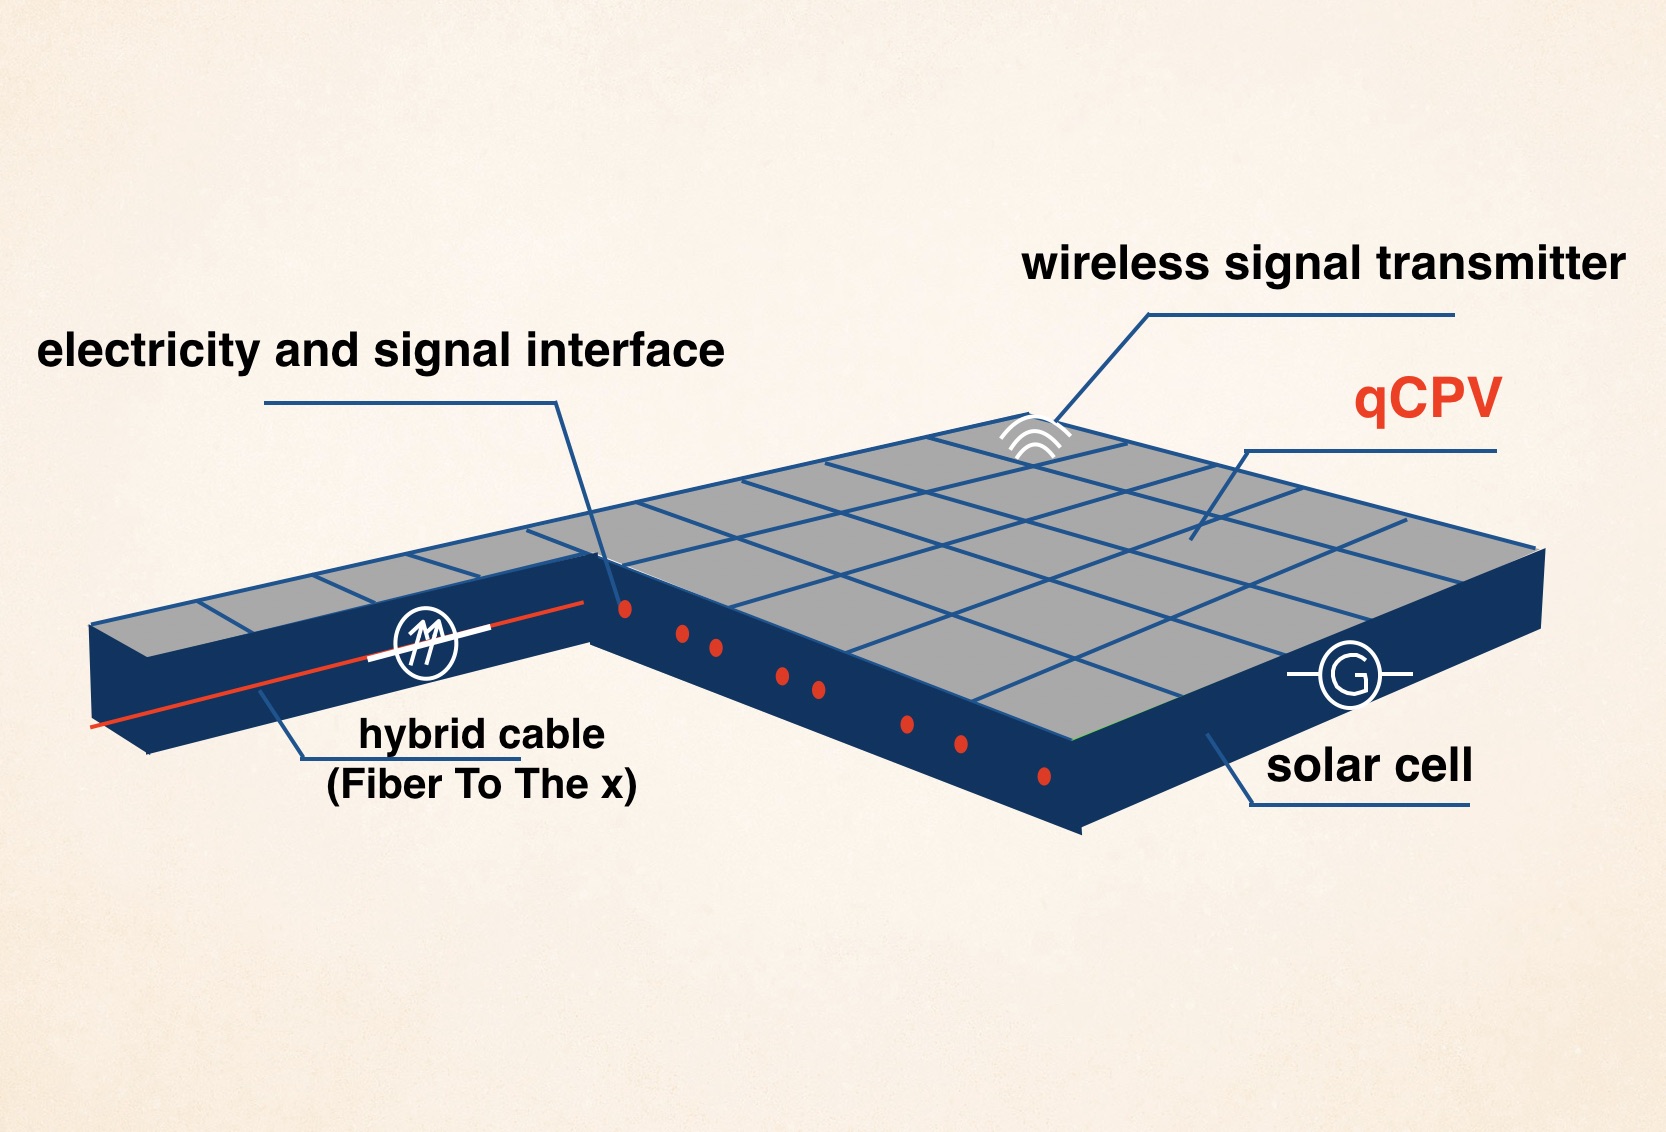 wireless signal transmitter
electricity and signal interface
qCPV
G
hybrid cable
(Fiber To The x)
solar cell